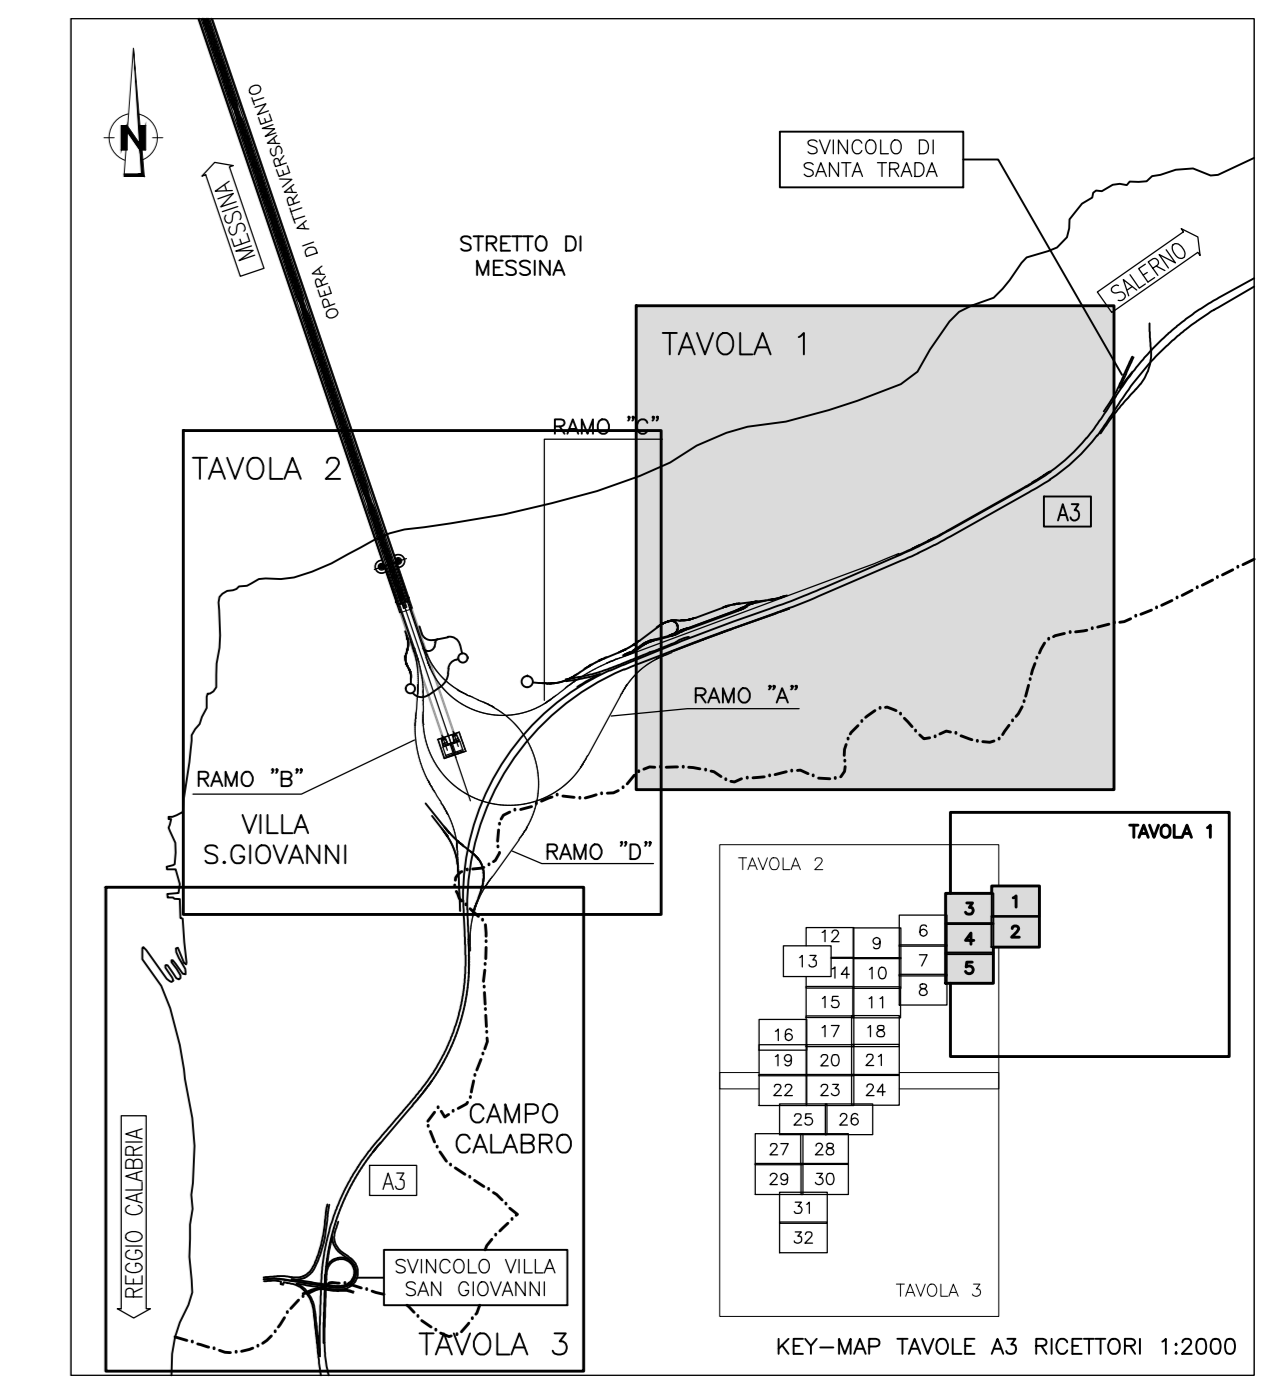 N
MESSINA
OPERA DI ATTRAVERSAMENTO
STRETTO DI
MESSINA
SVINCOLO DI
SANTA TRADA
SALERNO
TAVOLA 1
RAMO "C"
TAVOLA 2
A3
RAMO "A"
RAMO "B"
VILLA
S.GIOVANNI
RAMO "D"
TAVOLA 1
TAVOLA 2
1
3
2
4
5
6
12
9
7
13
14
10
8
15
11
16
17
18
19
20
21
22
23
24
25
26
27
28
29
30
31
32
TAVOLA 3
CAMPO
CALABRO
A3
REGGIO CALABRIA
SVINCOLO VILLA
SAN GIOVANNI
TAVOLA 3
KEY-MAP TAVOLE A3 RICETTORI 1:2000